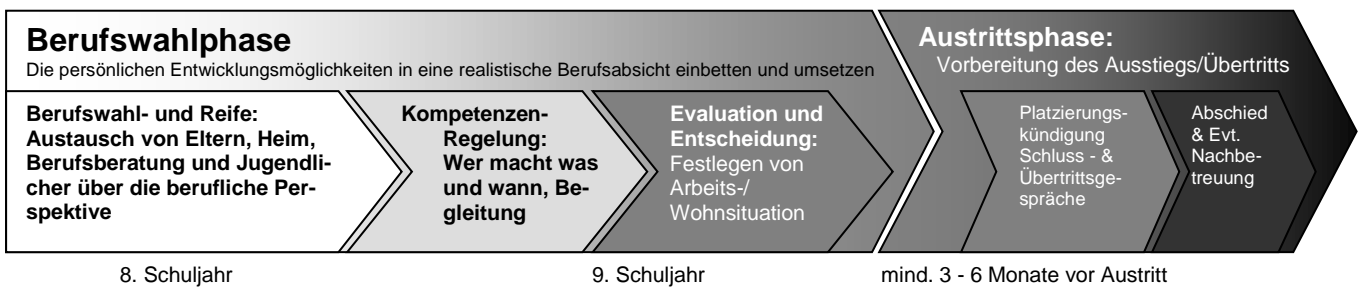 Berufswahlphase
Die persönlichen Entwicklungsmöglichkeiten in eine realistische Berufsabsicht einbetten und umsetzen
Berufswahl- und Reife:
Austausch von Eltern, Heim,
Berufsberatung und Jugendli-
cher über die berufliche Per-
spektive
Kompetenzen-
Regelung:
Wer macht was
und wann, Be-
gleitung
Evaluation und
Entscheidung:
Festlegen von
Arbeits-/
Wohnsituation
Austrittsphase:
Vorbereitung des Ausstiegs/Übertritts
Platzierungs-
kündigung
Schluss - &
Übertrittsge-
spräche
Abschied
& Evt.
Nachbe-
treuung
8. Schuljahr
9. Schuljahr
mind. 3 - 6 Monate vor Austritt